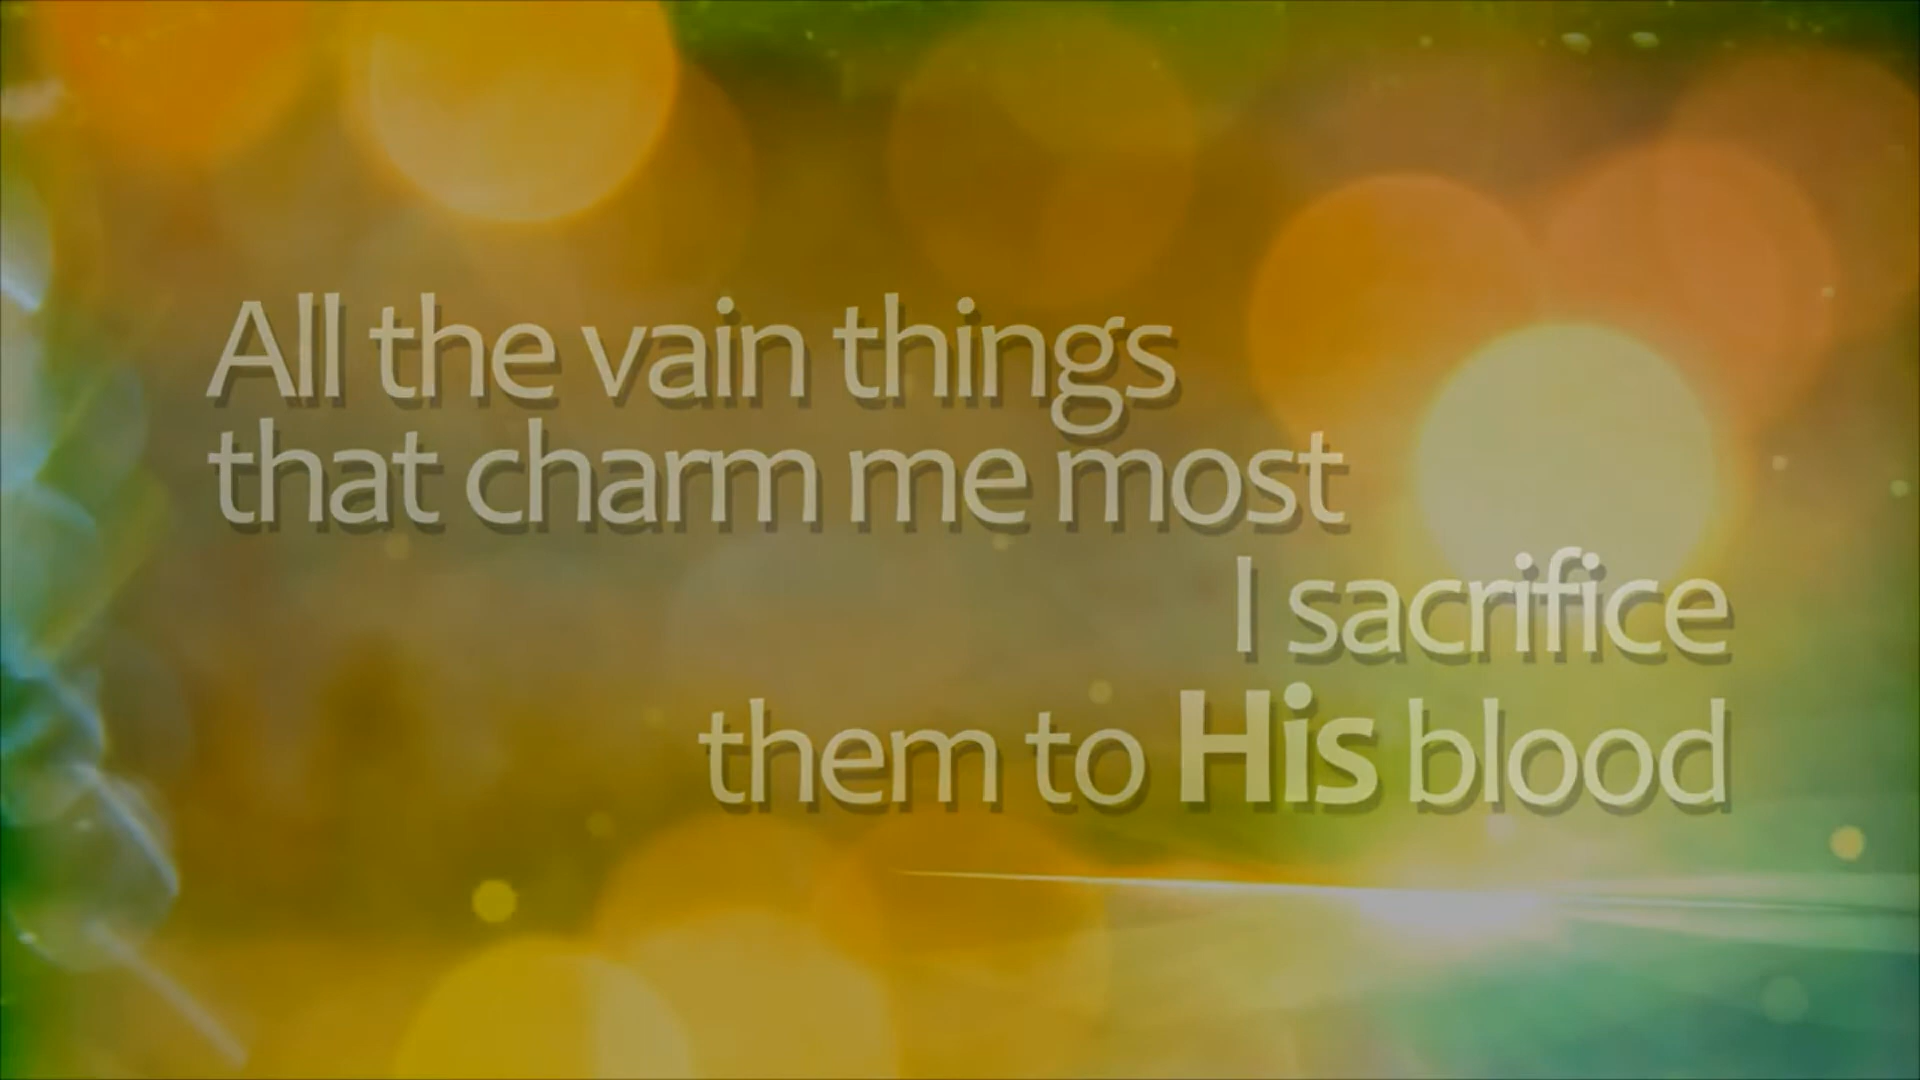 All the vain things
that charm me most
I sacrifice
them to His blood